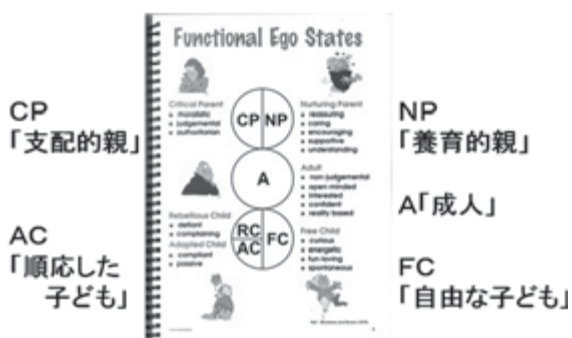 Functional Ego States
CP
「支配的親」
AC
「順応した
子ども」
Critical Parent
moralistic
judgemental
authoritarian
Rebellious Child
defiant
complaining
Adapted Child
compliant
passive
CP NP
A
RC
AC FC
Nurturing Parent
reassuring
caring
encouraging
supportive
understanding
Adult
non-judgemental
open-minded
interested
confident
reality based
Free Child
curious
energetic
fun-loving
spontaneous
NP
「養育的親」
A「成人」
FC
「自由な子ども」